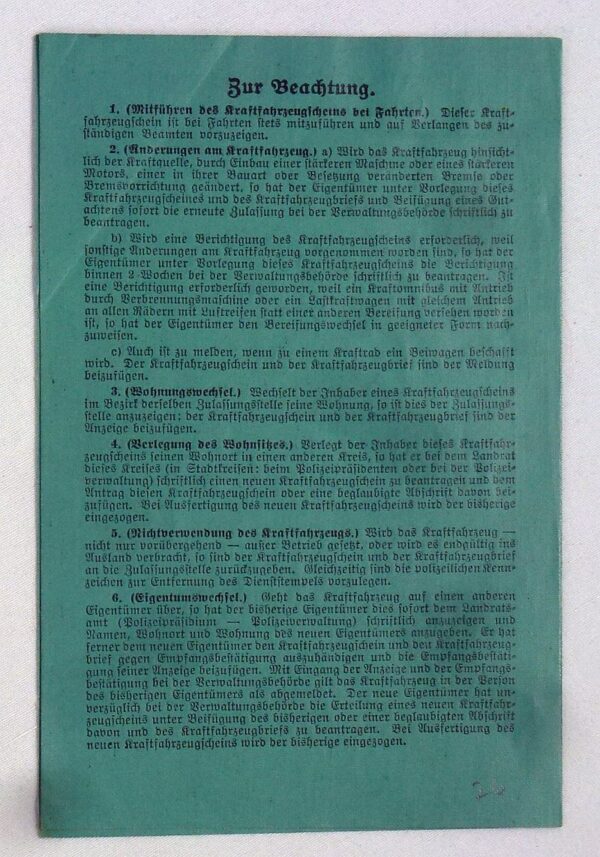 Zur Beachtung.
1. (Mitführen des Kraftfahrzeugscheins bei Fahrten.) Dieser Kraft-
fahrzeugschein ist bei Fahrten stets mitzuführen und auf Verlangen des zu-
ständigen Beamten vorzuzeigen.
2. (Änderungen am Kraftfahrzeug.) a) Wird das Kraftfahrzeug hinsicht-
lich der Kraftquelle, durch Einbau einer stärkeren Maschine oder eines stärkeren
Motors, einer in ihrer Bauart oder Besetzung veränderten Bremse oder
Bremsvorrichtung geändert, so hat der Eigentümer unter Vorlegung dieses
Kraftfahrzeugscheines und des Kraftfahrzeugbriefs und Beifügung eines Gut-
achtens sofort die erneute Zulassung bei der Verwaltungsbehörde schriftlich zu
beantragen.
b) Wird eine Berichtigung des Kraftfahrzeugscheins erforderlich, weil
sonstige Änderungen am Kraftfahrzeug vorgenommen worden sind, so hat der
Eigentümer unter Vorlegung dieses Kraftfahrzeugscheins die Berichtigung
binnen 2 Wochen bei der Verwaltungsbehörde schriftlich zu beantragen. Ist
eine Berichtigung erforderlich geworden, weil ein Kraftomnibus mit Antrieb
durch Verbrennungsmaschine oder ein Lastkraftwagen mit gleichem Antrieb
an allen Rädern mit Luftreifen statt einer anderen Bereifung versehen worden
ist, so hat der Eigentümer den Bereifungswechsel in geeigneter Form nach-
zuweisen.
c) Auch ist zu melden, wenn zu einem Kraftrad ein Beiwagen beschafft
wird. Der Kraftfahrzeugschein und der Kraftfahrzeugbrief sind der Meldung
beizufügen.
3. (Wohnungswechsel.) Wechselt der Inhaber eines Kraftfahrzeugscheins
im Bezirk derselben Zulassungsstelle seine Wohnung, so ist dies der Zulassungs-
stelle anzuzeigen; der Kraftfahrzeugschein und der Kraftfahrzeugbrief sind der
Anzeige beizufügen.
4. (Verlegung des Wohnsitzes.) Verlegt der Inhaber dieses Kraftfahr-
zeugscheins seinen Wohnort in einen anderen Kreis, so hat er bei dem Landrat
dieses Kreises (in Stadtkreisen: beim Polizeipräsidenten oder bei der Polizei-
verwaltung) schriftlich einen neuen Kraftfahrzeugschein zu beantragen und dem
Antrag diesen Kraftfahrzeugschein oder eine beglaubigte Abschrift davon bei-
zufügen. Bei Ausfertigung des neuen Kraftfahrzeugscheins wird der bisherige
eingezogen.
5. (Nichtverwendung des Kraftfahrzeugs.) Wird das Kraftfahrzeug —
nicht nur vorübergehend — außer Betrieb gesetzt, oder wird es endgültig ins
Ausland verbracht, so sind der Kraftfahrzeugschein und der Kraftfahrzeugbrief
an die Zulassungsstelle zurückzugeben. Gleichzeitig sind die polizeilichen Kenn-
zeichen zur Entfernung des Dienststempels vorzulegen.
6. (Eigentumswechsel.) Geht das Kraftfahrzeug auf einen anderen
Eigentümer über, so hat der bisherige Eigentümer dies sofort dem Landrats-
amt (Polizeipräsidium — Polizeiverwaltung) schriftlich anzuzeigen und
Namen, Wohnort und Wohnung des neuen Eigentümers anzugeben. Er hat
ferner dem neuen Eigentümer den Kraftfahrzeugschein und den Kraftfahrzeug-
brief gegen Empfangsbestätigung auszuhändigen und die Empfangsbestäti-
gung seiner Anzeige beizufügen. Mit Eingang der Anzeige und der Empfangs-
bestätigung bei der Verwaltungsbehörde gilt das Kraftfahrzeug in der Person
des bisherigen Eigentümers als abgemeldet. Der neue Eigentümer hat un-
verzüglich bei der Verwaltungsbehörde die Erteilung eines neuen Kraftfahr-
zeugscheins unter Beifügung des bisherigen oder einer beglaubigten Abschrift
davon und des Kraftfahrzeugbriefs zu beantragen. Bei Ausfertigung des
neuen Kraftfahrzeugscheins wird der bisherige eingezogen.